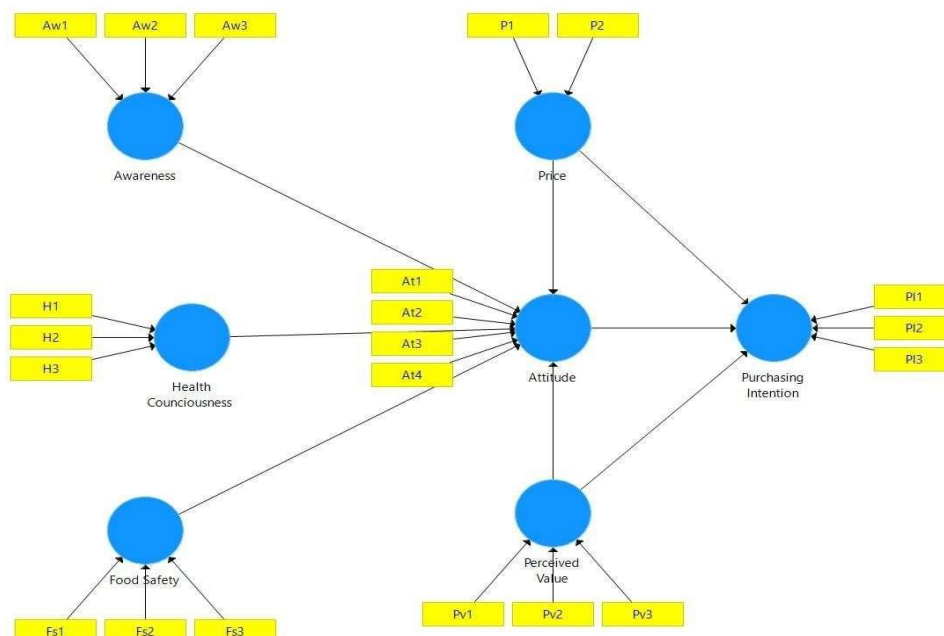 Aw1
Aw2
Aw3
P1
P2
Awareness
Price
H1
H2
H3
Health
Counciousness
At1
At2
At3
At4
Attitude
PI1
PI2
PI3
Purchasing
Intention
Food Safety
Perceived
Value
Fs1
Fs2
Fs3
Pv1
Pv2
Pv3